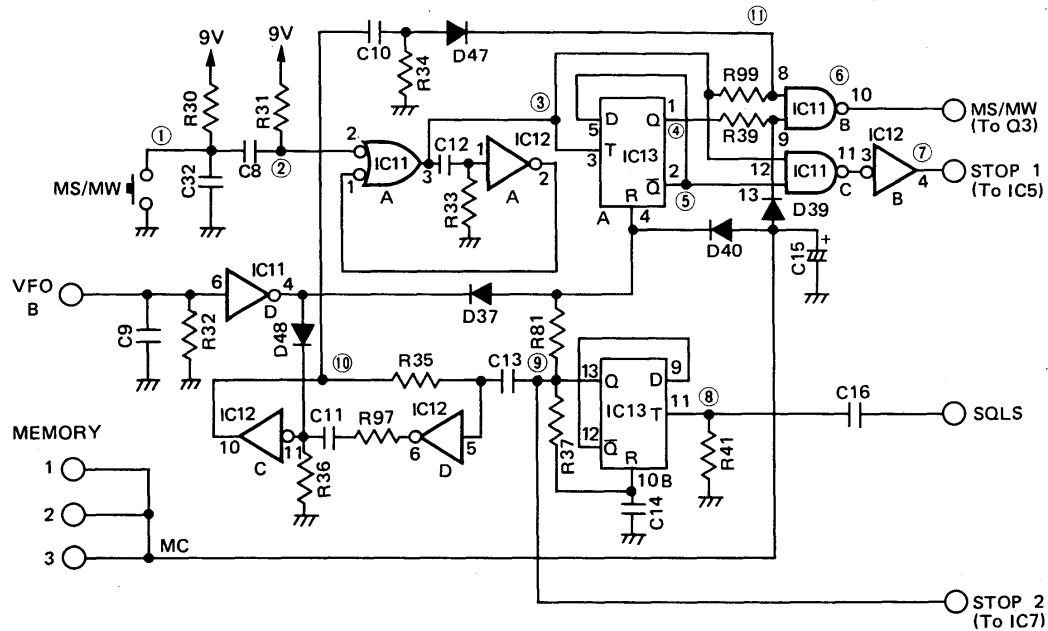 ⑪
9V
9V
C10
D47
R34
R30
R31
R99
8
⑥
IC11
10
B
MS/MW
(To Q3)
③
①
②
C8
C32
MS/MW
2
1
IC11
3
A
C12
R33
1
IC12
2
A
5
D
Q
1
④
3
T
IC13
Q̅
2
⑤
R
4
A
R39
9
12
13
IC11
11
C
IC12
3
⑦
4
B
STOP 1
(To IC5)
D39
D40
C15
+
VFO
B
C9
R32
6
IC11
4
D
D48
D37
R81
⑩
R35
C13
⑨
13
Q
D
9
IC13
T
11
⑧
12
Q̅
R
10
B
R37
C14
R41
C16
SQLS
IC12
10
11
C
C11
R97
IC12
6
5
D
R36
MEMORY
1
2
3
MC
STOP 2
(To IC7)